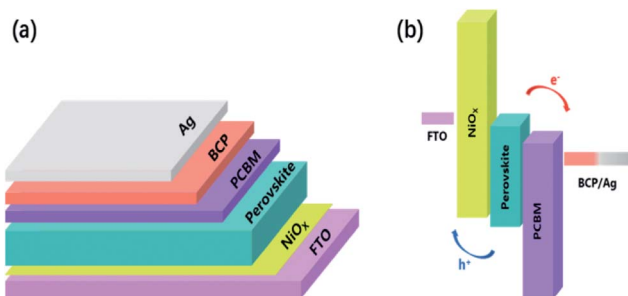 (a)
Ag
BCP
PCBM
Perovskite
NiOₓ
FTO
(b)
e⁻
FTO
NiOₓ
Perovskite
PCBM
BCP/Ag
h⁺